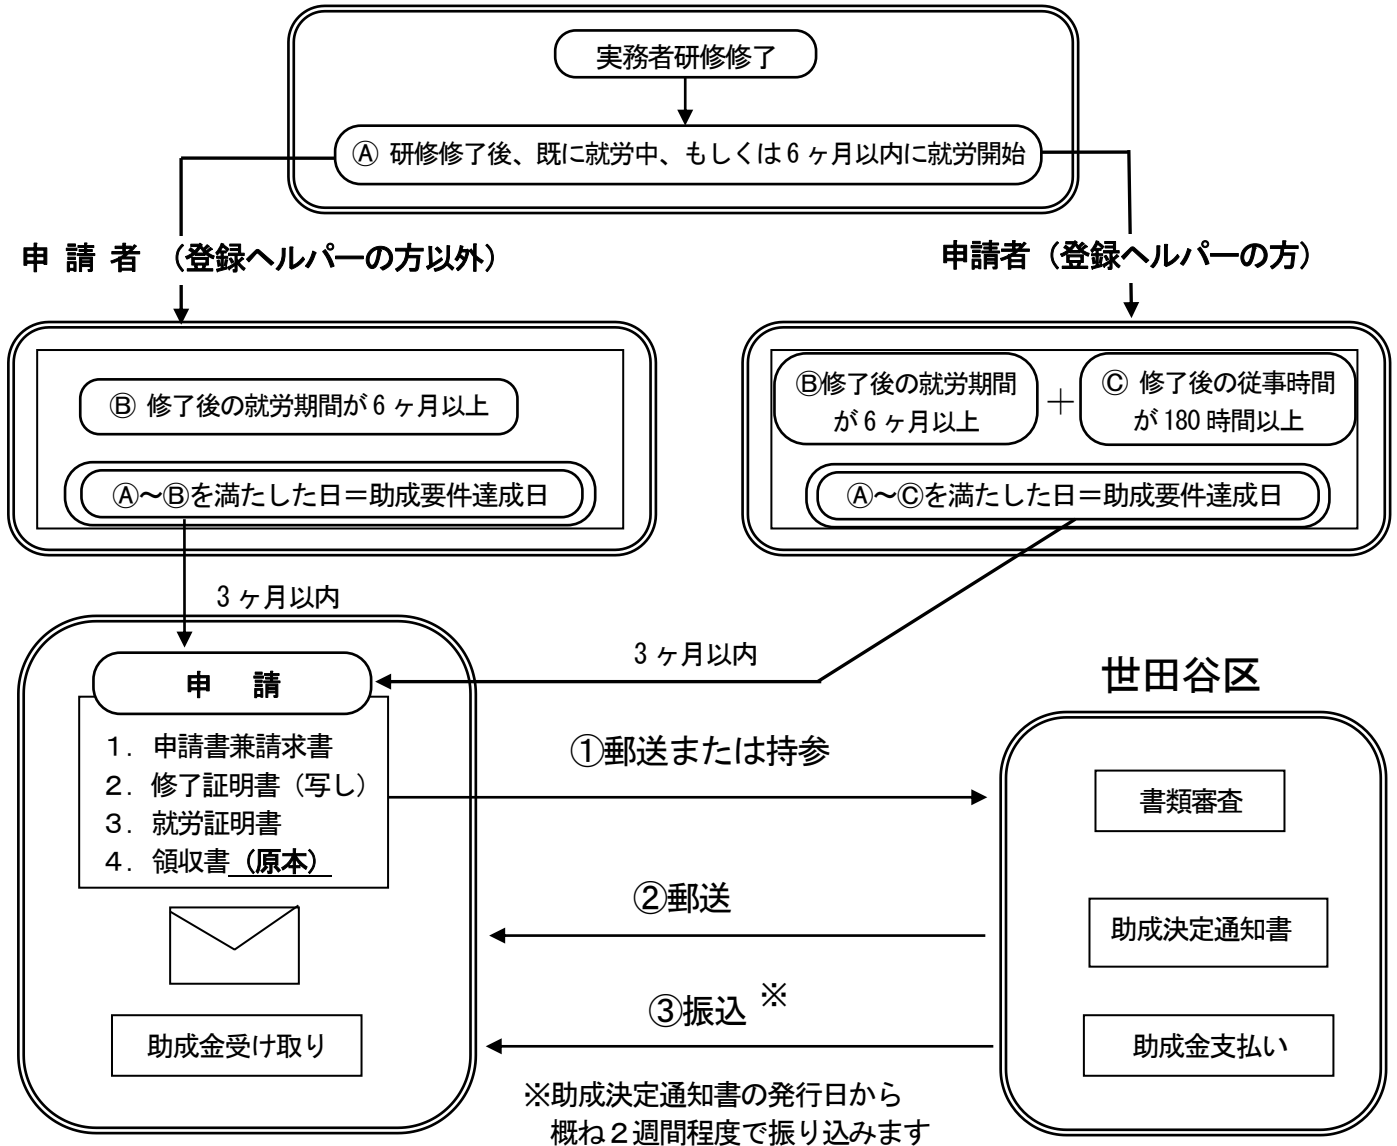 実務者研修修了
Ⓐ 研修修了後、既に就労中、もしくは６ヶ月以内に就労開始
申 請 者 （登録ヘルパーの方以外）
申請者（登録ヘルパーの方）
Ⓑ 修了後の就労期間が６ヶ月以上
Ⓐ～Ⓑを満たした日＝助成要件達成日
Ⓑ修了後の就労期間
が６ヶ月以上
＋
Ⓒ 修了後の従事時間
が 180 時間以上
Ⓐ～Ⓒを満たした日＝助成要件達成日
３ヶ月以内
３ヶ月以内
申 請
１．申請書兼請求書
２．修了証明書（写し）
３．就労証明書
４．領収書（原本）
助成金受け取り
①郵送または持参
②郵送
③振込 ※
※助成決定通知書の発行日から
概ね２週間程度で振り込みます
世田谷区
書類審査
助成決定通知書
助成金支払い